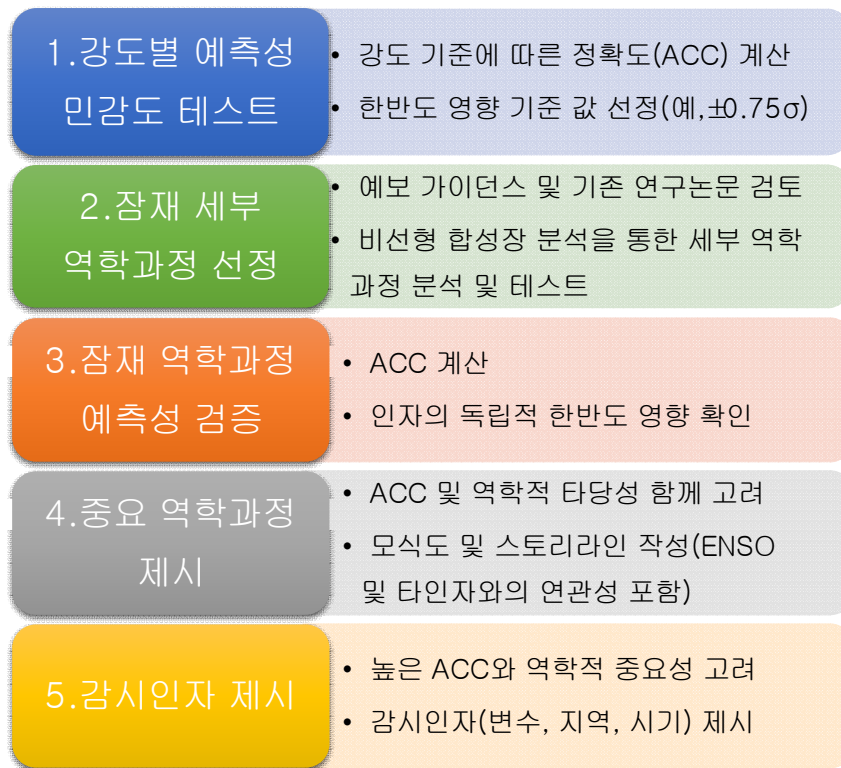 1.강도별 예측성
민감도 테스트
• 강도 기준에 따른 정확도(ACC) 계산
• 한반도 영향 기준 값 선정(예,±0.75σ)
2.잠재 세부
역학과정 선정
• 예보 가이던스 및 기존 연구논문 검토
• 비선형 합성장 분석을 통한 세부 역학
과정 분석 및 테스트
3.잠재 역학과정
예측성 검증
• ACC 계산
• 인자의 독립적 한반도 영향 확인
4.중요 역학과정
제시
• ACC 및 역학적 타당성 함께 고려
• 모식도 및 스토리라인 작성(ENSO
및 타인자와의 연관성 포함)
5.감시인자 제시
• 높은 ACC와 역학적 중요성 고려
• 감시인자(변수, 지역, 시기) 제시